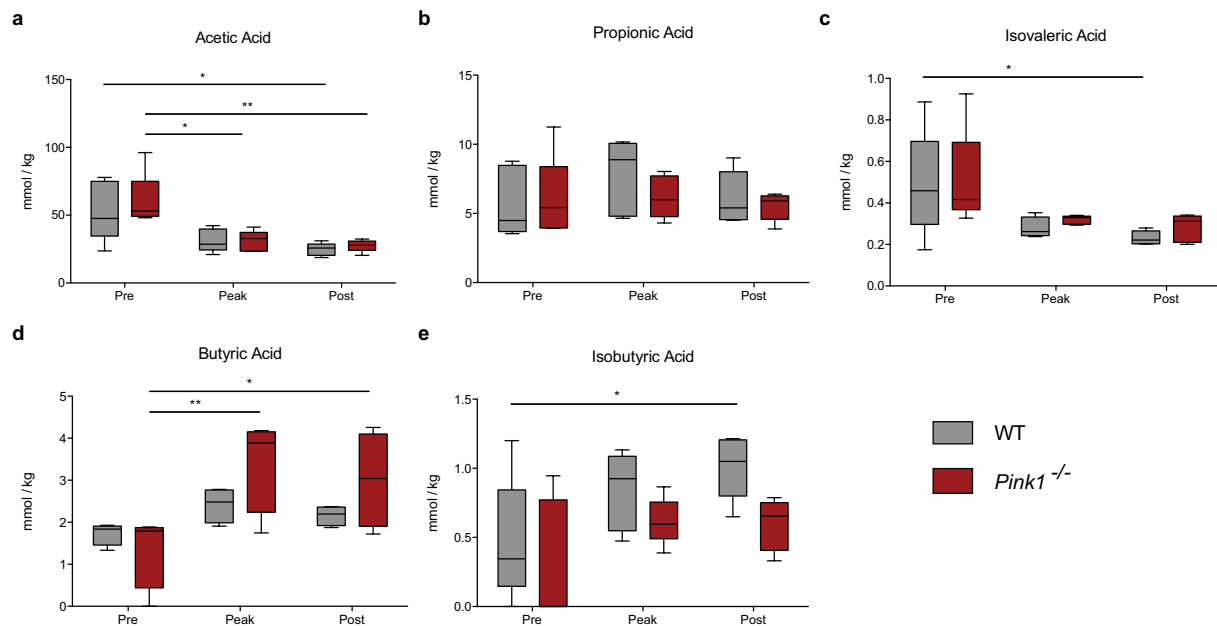 a
Acetic Acid
mmol / kg
150
100
50
0
*
**
*
Pre
Peak
Post
b
Propionic Acid
mmol / kg
15
10
5
0
Pre
Peak
Post
c
Isovaleric Acid
mmol / kg
1.0
0.8
0.6
0.4
0.2
0.0
*
Pre
Peak
Post
d
Butyric Acid
mmol / kg
5
4
3
2
1
0
*
**
Pre
Peak
Post
e
Isobutyric Acid
mmol / kg
1.5
1.0
0.5
0.0
*
Pre
Peak
Post
WT
Pink1 -/-